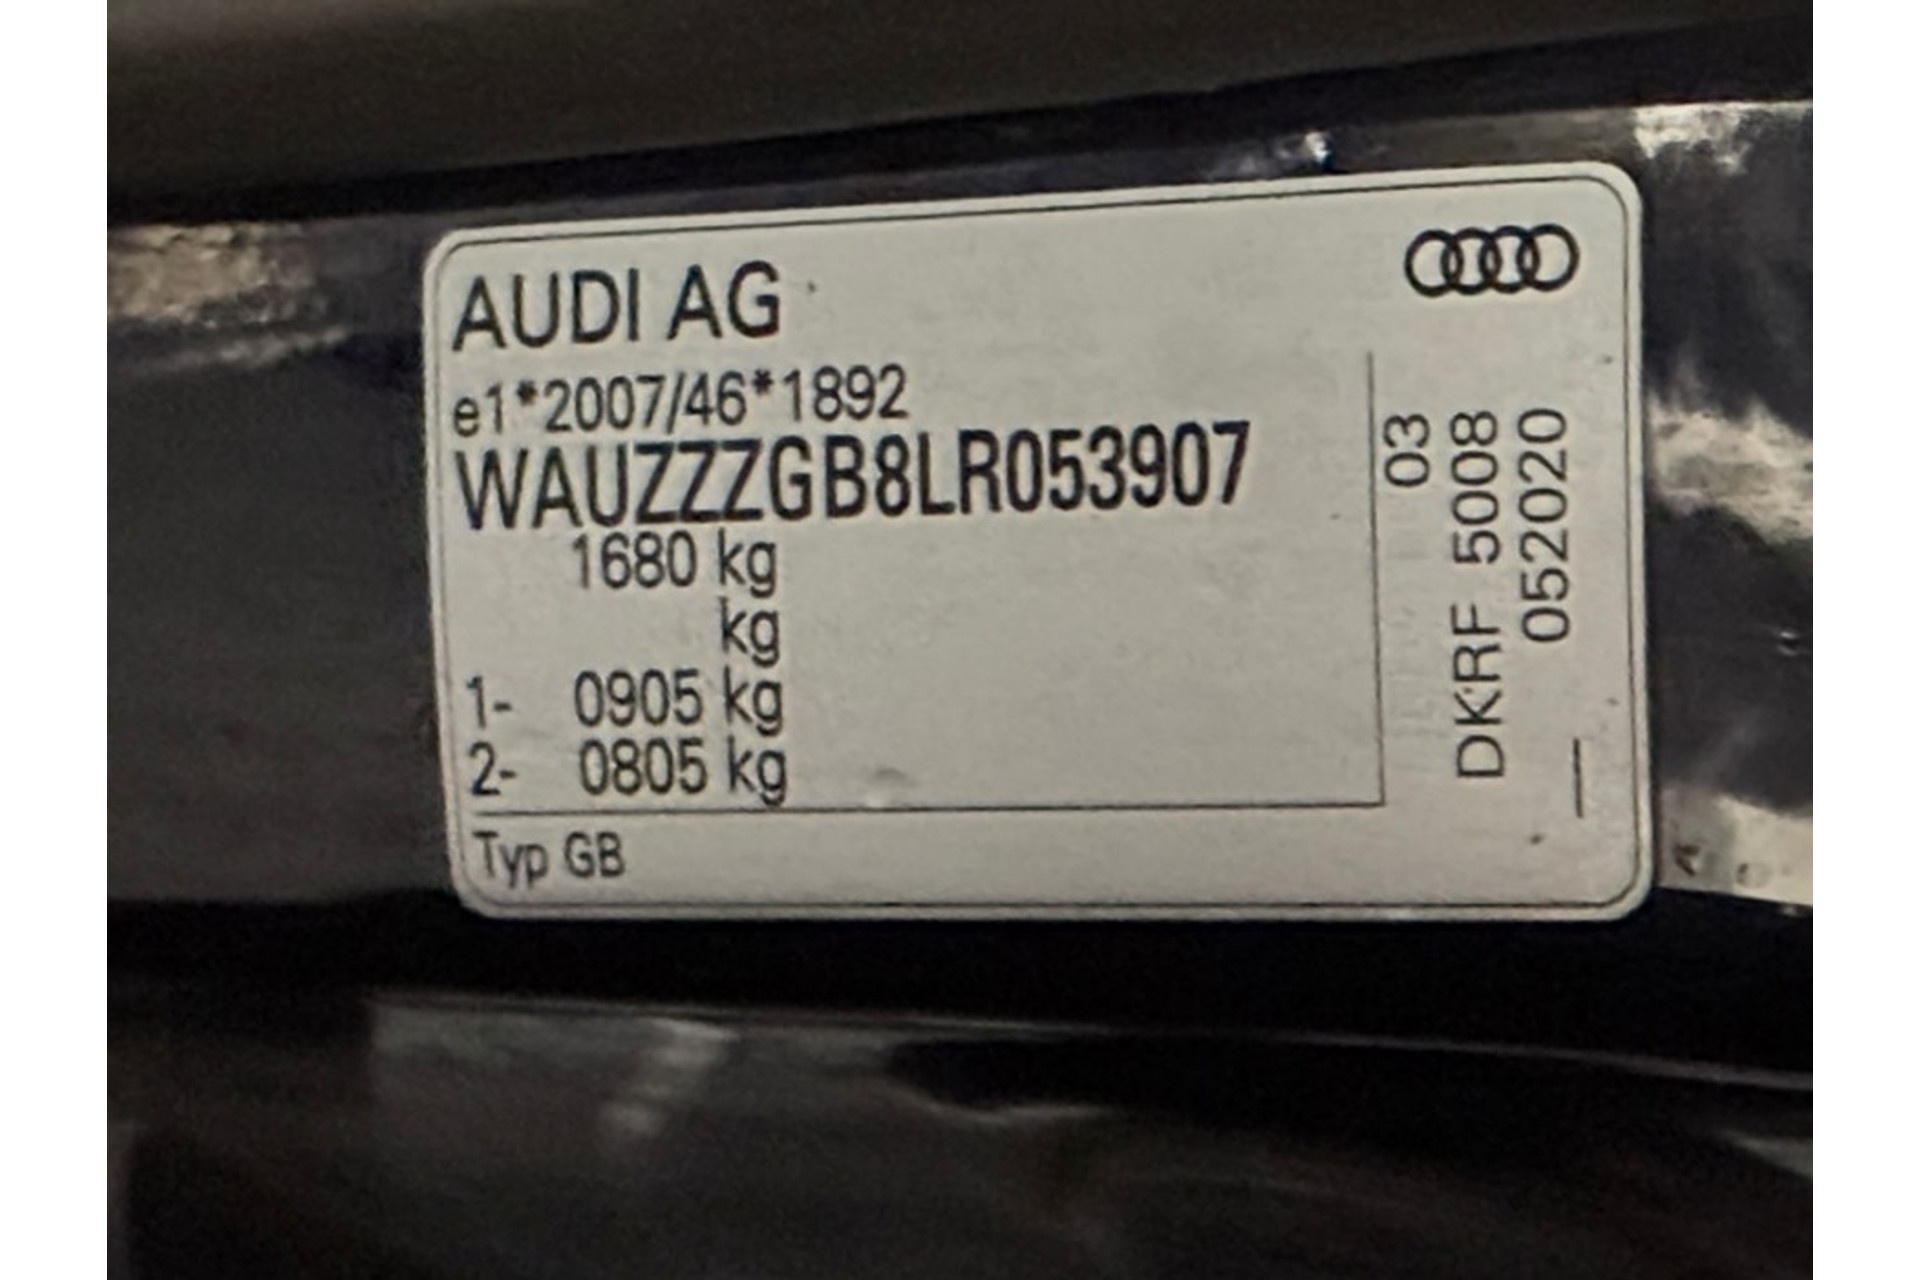 AUDI AG
e1*2007/46*1892
WAUZZZGB8LR053907
1680 kg
kg
1- 0905 kg
2- 0805 kg
Typ GB
03
DKRF 5008
052020
—